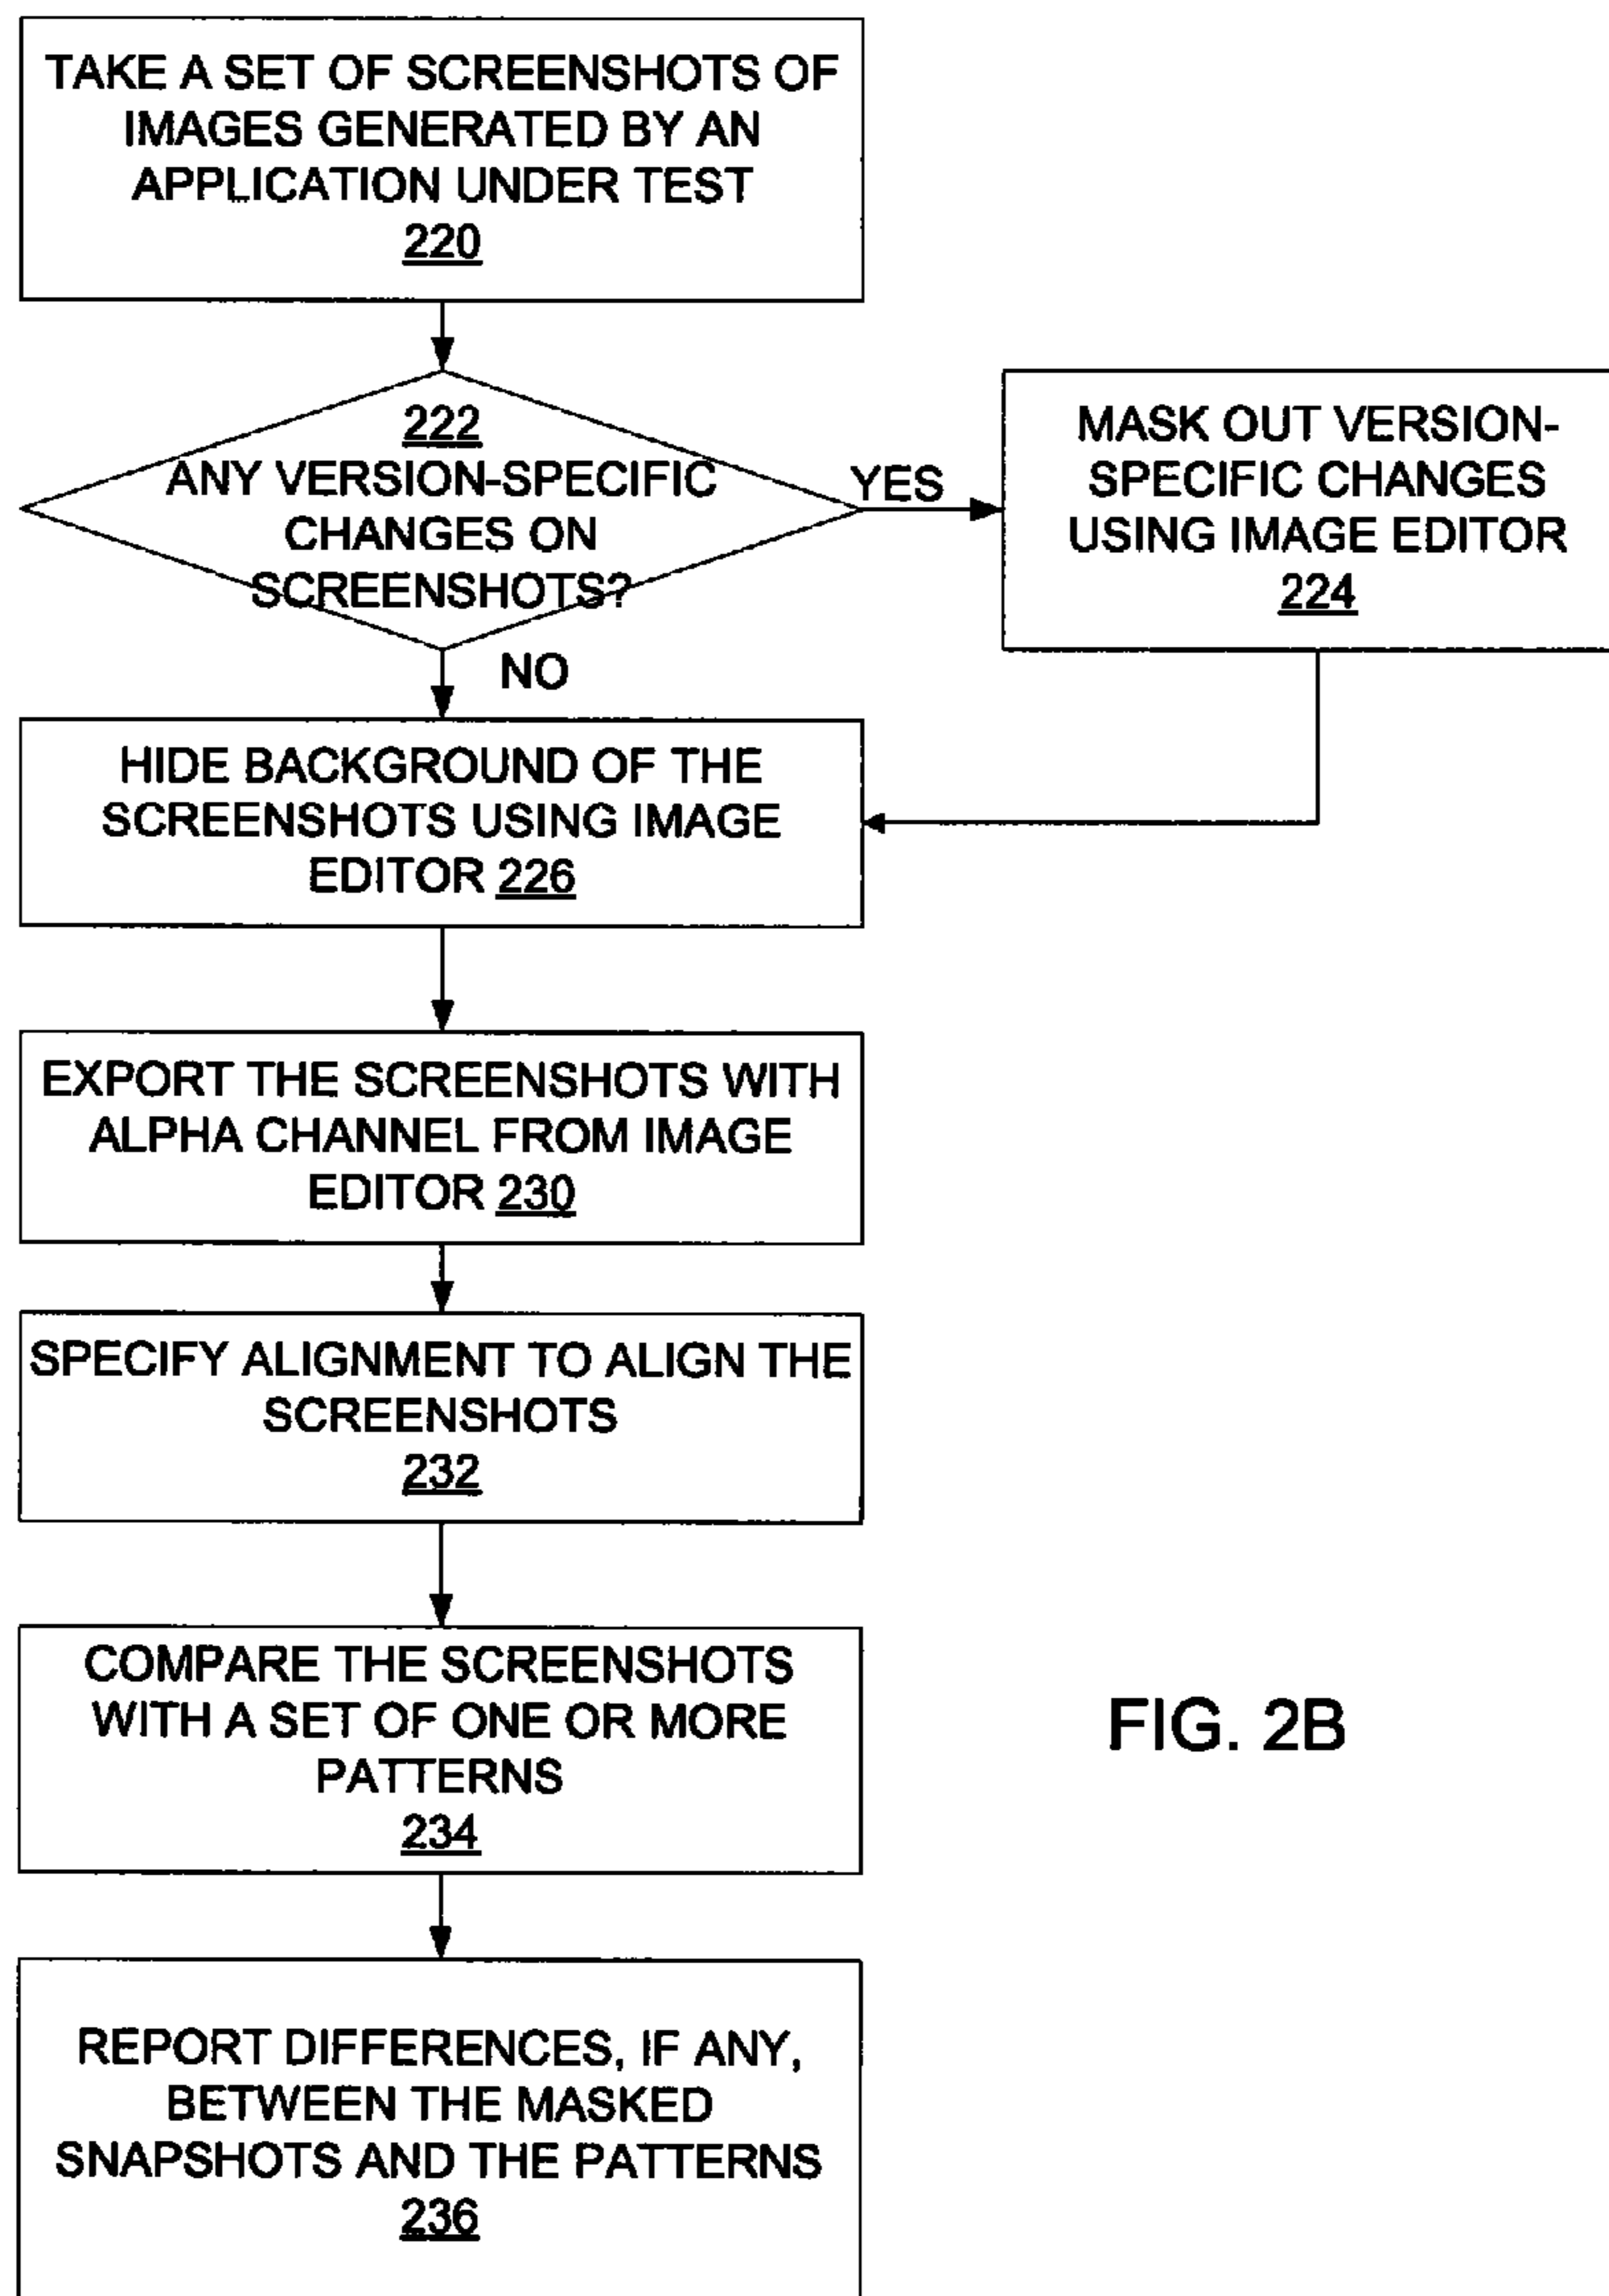 TAKE A SET OF SCREENSHOTS OF
IMAGES GENERATED BY AN
APPLICATION UNDER TEST
220
222
ANY VERSION-SPECIFIC
CHANGES ON
SCREENSHOTS?
YES
MASK OUT VERSION-
SPECIFIC CHANGES
USING IMAGE EDITOR
224
NO
HIDE BACKGROUND OF THE
SCREENSHOTS USING IMAGE
EDITOR 226
EXPORT THE SCREENSHOTS WITH
ALPHA CHANNEL FROM IMAGE
EDITOR 230
SPECIFY ALIGNMENT TO ALIGN THE
SCREENSHOTS
232
COMPARE THE SCREENSHOTS
WITH A SET OF ONE OR MORE
PATTERNS
234
FIG. 2B
REPORT DIFFERENCES, IF ANY,
BETWEEN THE MASKED
SNAPSHOTS AND THE PATTERNS
236